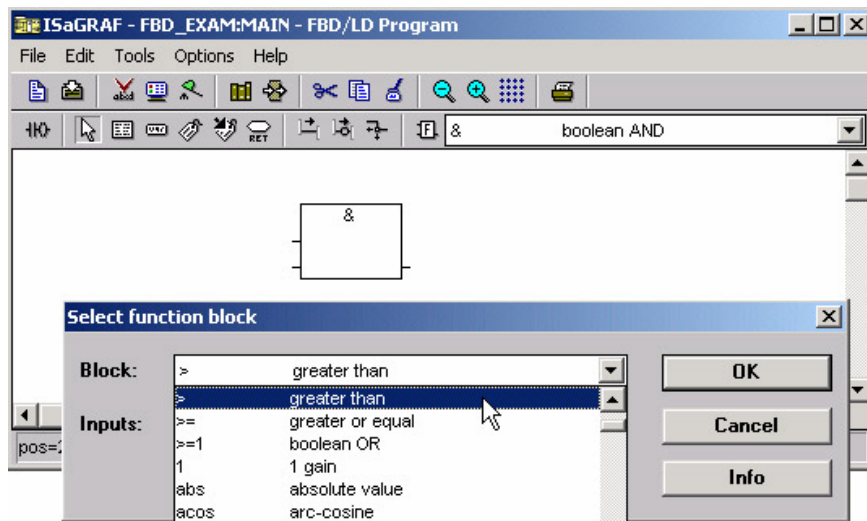 ISaGRAF - FBD_EXAM:MAIN - FBD/LD Program
File Edit Tools Options Help
RET F & boolean AND
&
Select function block
Block: > greater than
OK
> greater than
Inputs: >= greater or equal
Cancel
>=1 boolean OR
pos=
1 1 gain
Info
abs absolute value
acos arc-cosine